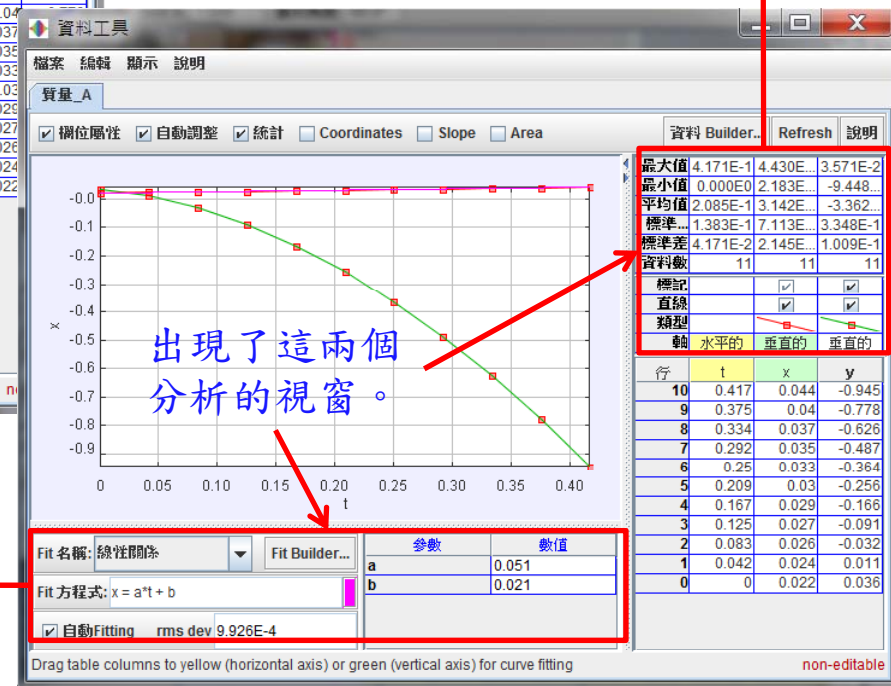 資料工具
檔案 編輯 顯示 說明
質量_A
欄位屬性 自動調整 統計 Coordinates Slope Area 資料 Builder... Refresh 說明
最大值 4.171E-1 4.430E... 3.571E-2
最小值 0.000E0 2.183E... -9.448...
平均值 2.085E-1 3.142E... -3.362...
標準... 1.383E-1 7.113E... 3.348E-1
標準差 4.171E-2 2.145E... 1.009E-1
資料數 11 11 11
標記
直線
類型
軸 水平的 垂直的 垂直的
行 t x y
10 0.417 0.044 -0.945
9 0.375 0.04 -0.778
8 0.334 0.037 -0.626
7 0.292 0.035 -0.487
6 0.25 0.033 -0.364
5 0.209 0.03 -0.256
4 0.167 0.029 -0.166
3 0.125 0.027 -0.091
2 0.083 0.026 -0.032
1 0.042 0.024 0.011
0 0 0.022 0.036
-0.0
-0.1
-0.2
-0.3
-0.4
-0.5
-0.6
-0.7
-0.8
-0.9
x
0 0.05 0.10 0.15 0.20 0.25 0.30 0.35 0.40
t
出現了這兩個
分析的視窗。
Fit 名稱: 線性關係 Fit Builder...
Fit 方程式: x = a*t + b
自動Fitting rms dev 9.926E-4
參數 數值
a 0.051
b 0.021
Drag table columns to yellow (horizontal axis) or green (vertical axis) for curve fitting non-editable